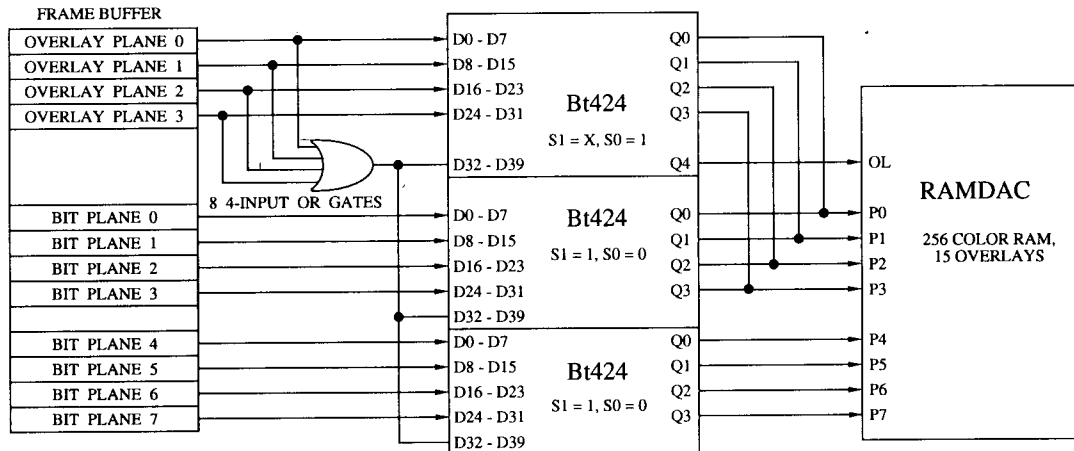 FRAME BUFFER
OVERLAY PLANE 0
OVERLAY PLANE 1
OVERLAY PLANE 2
OVERLAY PLANE 3
8 4-INPUT OR GATES
BIT PLANE 0
BIT PLANE 1
BIT PLANE 2
BIT PLANE 3
BIT PLANE 4
BIT PLANE 5
BIT PLANE 6
BIT PLANE 7
D0 - D7
D8 - D15
D16 - D23
D24 - D31
D32 - D39
Bt424
S1 = X, S0 = 1
Q0
Q1
Q2
Q3
Q4
D0 - D7
D8 - D15
D16 - D23
D24 - D31
D32 - D39
Bt424
S1 = 1, S0 = 0
Q0
Q1
Q2
Q3
D0 - D7
D8 - D15
D16 - D23
D24 - D31
D32 - D39
Bt424
S1 = 1, S0 = 0
Q0
Q1
Q2
Q3
OL
P0
P1
P2
P3
P4
P5
P6
P7
RAMDAC
256 COLOR RAM,
15 OVERLAYS